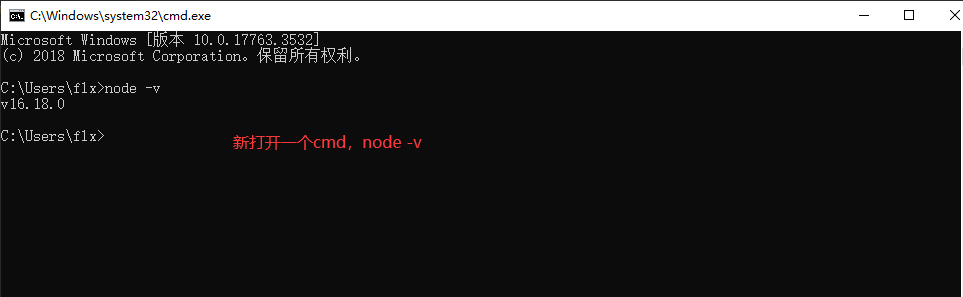 C:\Windows\system32\cmd.exe
Microsoft Windows [版本 10.0.17763.3532]
(c) 2018 Microsoft Corporation。保留所有权利。
C:\Users\flx>node -v
v16.18.0
C:\Users\flx>
新打开一个cmd，node -v